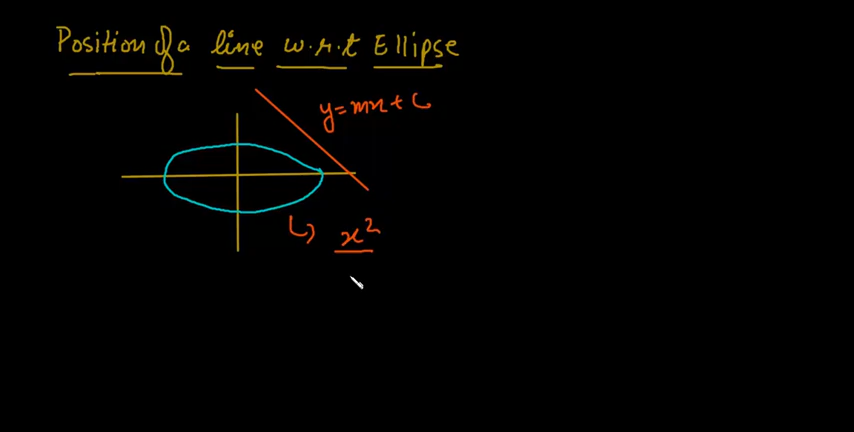 Position of a line w.r.t Ellipse
y=mx+c
x²